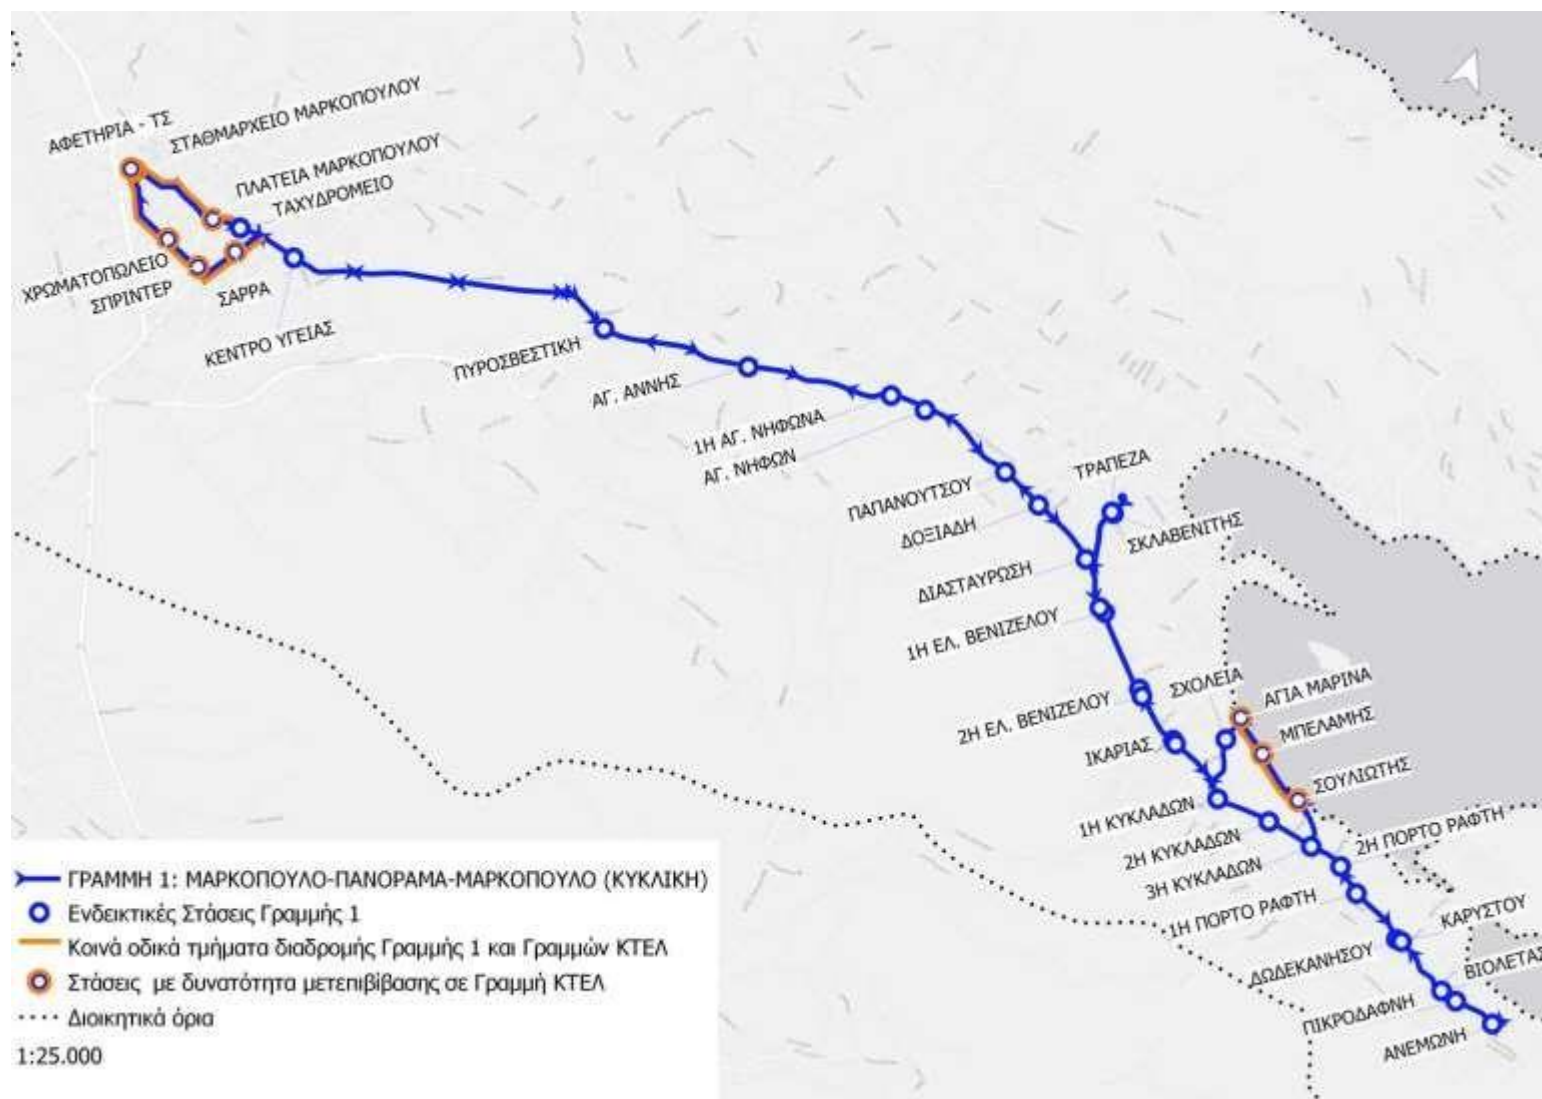 ΑΦΕΤΗΡΙΑ - ΤΣ
ΣΤΑΘΜΑΡΧΕΙΟ ΜΑΡΚΟΠΟΥΛΟΥ
ΠΛΑΤΕΙΑ ΜΑΡΚΟΠΟΥΛΟΥ
ΤΑΧΥΔΡΟΜΕΙΟ
ΧΡΩΜΑΤΟΠΩΛΕΙΟ
ΣΠΡΙΝΤΕΡ
ΣΑΡΡΑ
ΚΕΝΤΡΟ ΥΓΕΙΑΣ
ΠΥΡΟΣΒΕΣΤΙΚΗ
ΑΓ. ΑΝΝΗΣ
1Η ΑΓ. ΝΗΦΩΝΑ
ΑΓ. ΝΗΦΩΝ
ΠΑΠΑΝΟΥΤΣΟΥ
ΔΟΞΙΑΔΗ
ΤΡΑΠΕΖΑ
ΣΚΛΑΒΕΝΙΤΗΣ
ΔΙΑΣΤΑΥΡΩΣΗ
1Η ΕΛ. ΒΕΝΙΖΕΛΟΥ
2Η ΕΛ. ΒΕΝΙΖΕΛΟΥ
ΣΧΟΛΕΙΑ
ΑΓΙΑ ΜΑΡΙΝΑ
ΜΠΕΛΑΜΗΣ
ΙΚΑΡΙΑΣ
ΣΟΥΛΙΩΤΗΣ
1Η ΚΥΚΛΑΔΩΝ
2Η ΚΥΚΛΑΔΩΝ
3Η ΚΥΚΛΑΔΩΝ
2Η ΠΟΡΤΟ ΡΑΦΤΗ
1Η ΠΟΡΤΟ ΡΑΦΤΗ
ΚΑΡΥΣΤΟΥ
ΔΩΔΕΚΑΝΗΣΟΥ
ΒΙΟΛΕΤΑΣ
ΠΙΚΡΟΔΑΦΝΗ
ΑΝΕΜΩΝΗ
ΓΡΑΜΜΗ 1: ΜΑΡΚΟΠΟΥΛΟ-ΠΑΝΟΡΑΜΑ-ΜΑΡΚΟΠΟΥΛΟ (ΚΥΚΛΙΚΗ)
Ενδεικτικές Στάσεις Γραμμής 1
Κοινά οδικά τμήματα διαδρομής Γραμμής 1 και Γραμμών ΚΤΕΛ
Στάσεις με δυνατότητα μετεπιβίβασης σε Γραμμή ΚΤΕΛ
Διοικητικά όρια
1:25.000